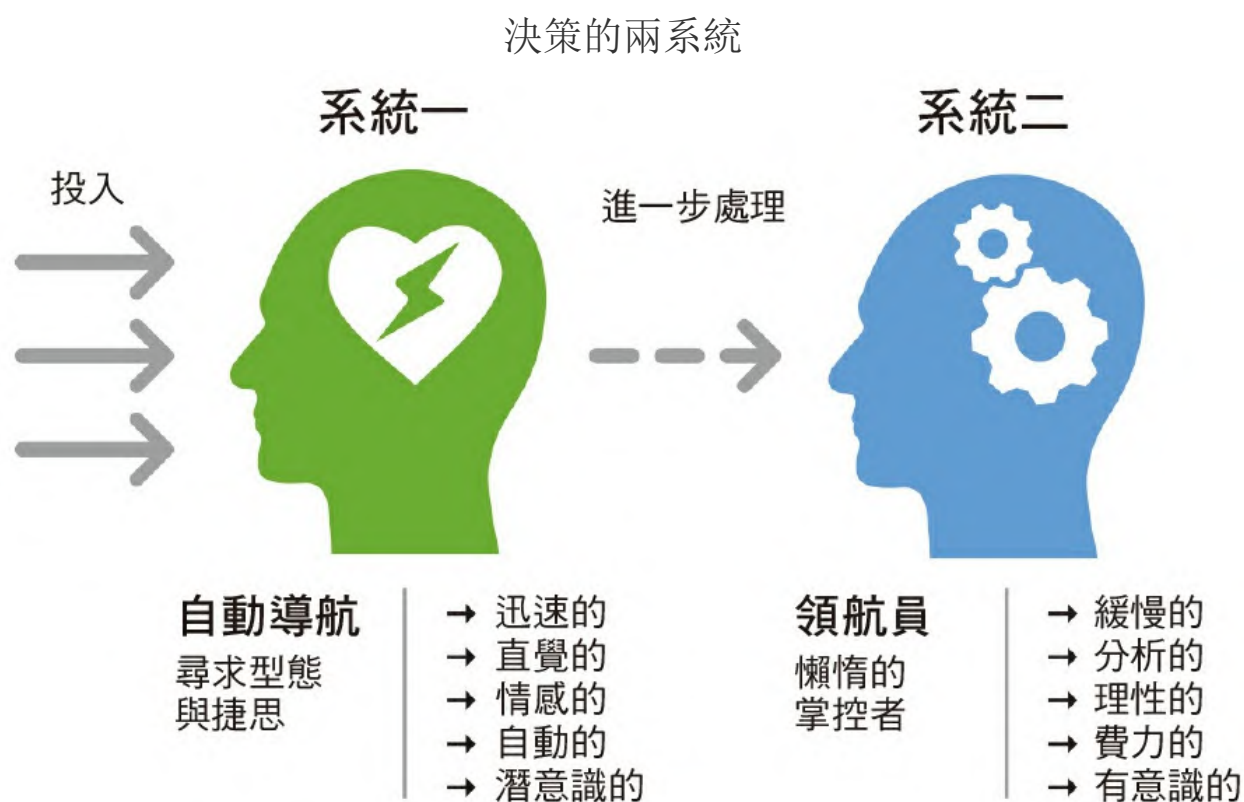 決策的兩系統
系統一
系統二
投入
進一步處理
自動導航
尋求型態
與捷思
→ 迅速的
→ 直覺的
→ 情感的
→ 自動的
→ 潛意識的
領航員
懶惰的
掌控者
→ 緩慢的
→ 分析的
→ 理性的
→ 費力的
→ 有意識的